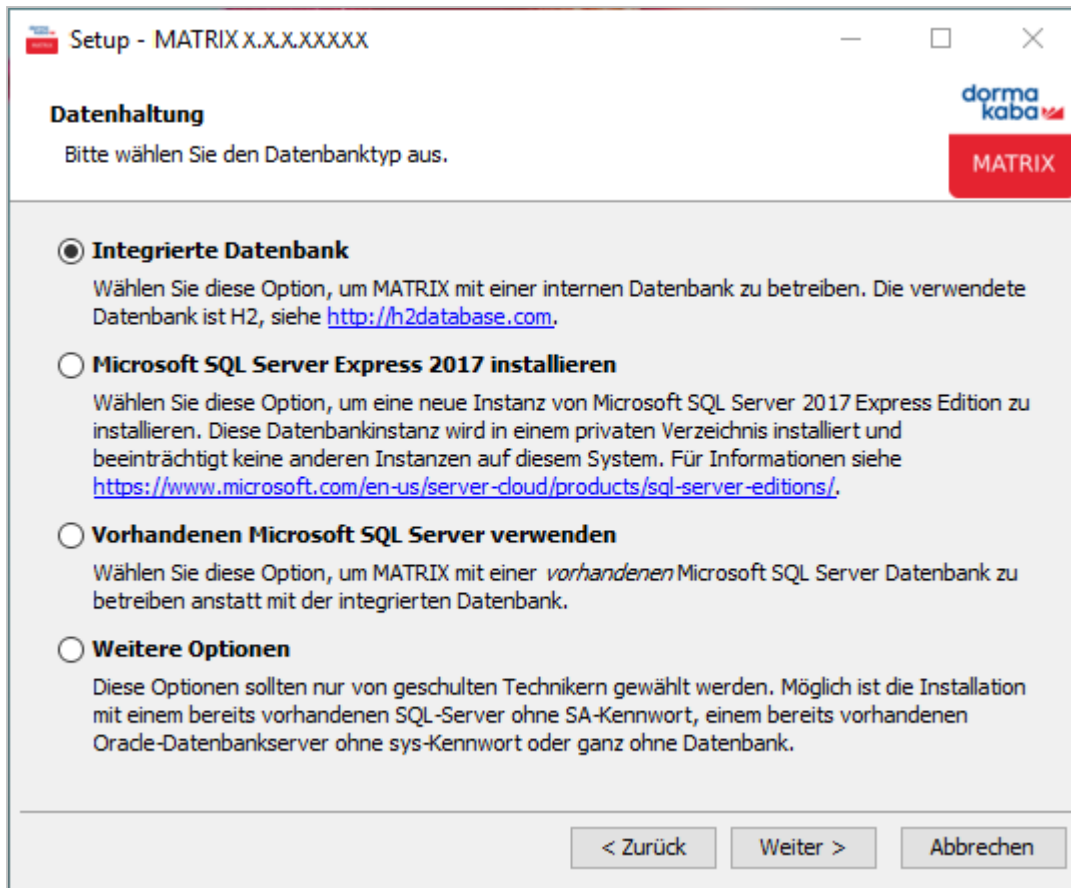 Setup - MATRIX X.X.X.XXXXX
Datenhaltung
Bitte wählen Sie den Datenbanktyp aus.
dorma
kaba
MATRIX
Integrierte Datenbank
Wählen Sie diese Option, um MATRIX mit einer internen Datenbank zu betreiben. Die verwendete
Datenbank ist H2, siehe http://h2database.com.
Microsoft SQL Server Express 2017 installieren
Wählen Sie diese Option, um eine neue Instanz von Microsoft SQL Server 2017 Express Edition zu
installieren. Diese Datenbankinstanz wird in einem privaten Verzeichnis installiert und
beeinträchtigt keine anderen Instanzen auf diesem System. Für Informationen siehe
https://www.microsoft.com/en-us/server-cloud/products/sql-server-editions/.
Vorhandenen Microsoft SQL Server verwenden
Wählen Sie diese Option, um MATRIX mit einer vorhandenen Microsoft SQL Server Datenbank zu
betreiben anstatt mit der integrierten Datenbank.
Weitere Optionen
Diese Optionen sollten nur von geschulten Technikern gewählt werden. Möglich ist die Installation
mit einem bereits vorhandenen SQL-Server ohne SA-Kennwort, einem bereits vorhandenen
Oracle-Datenbankserver ohne sys-Kennwort oder ganz ohne Datenbank.
< Zurück
Weiter >
Abbrechen